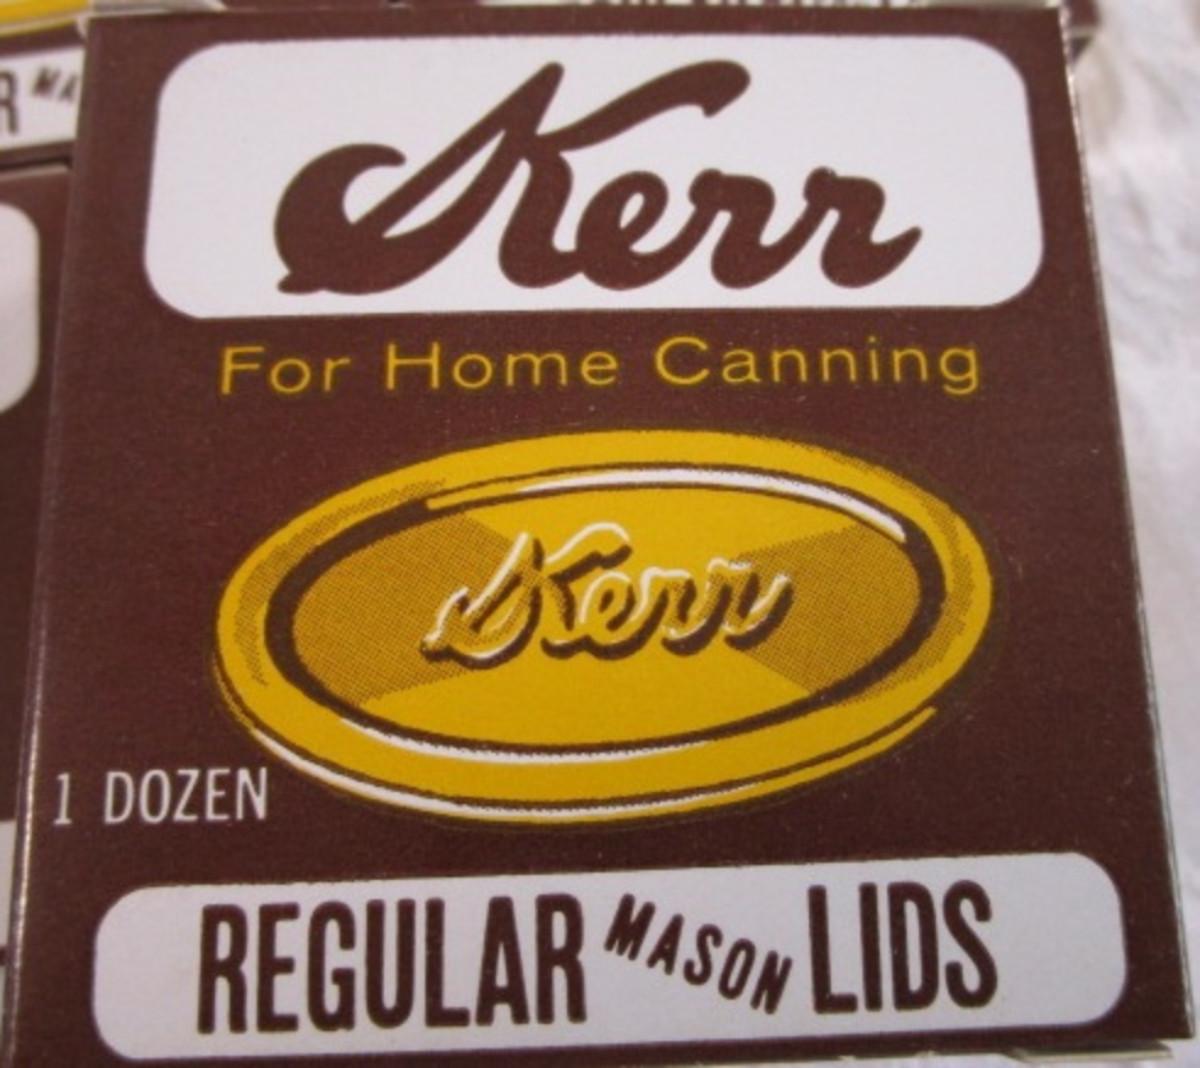 Kerr
For Home Canning
Kerr
1 DOZEN
REGULAR MASON LIDS